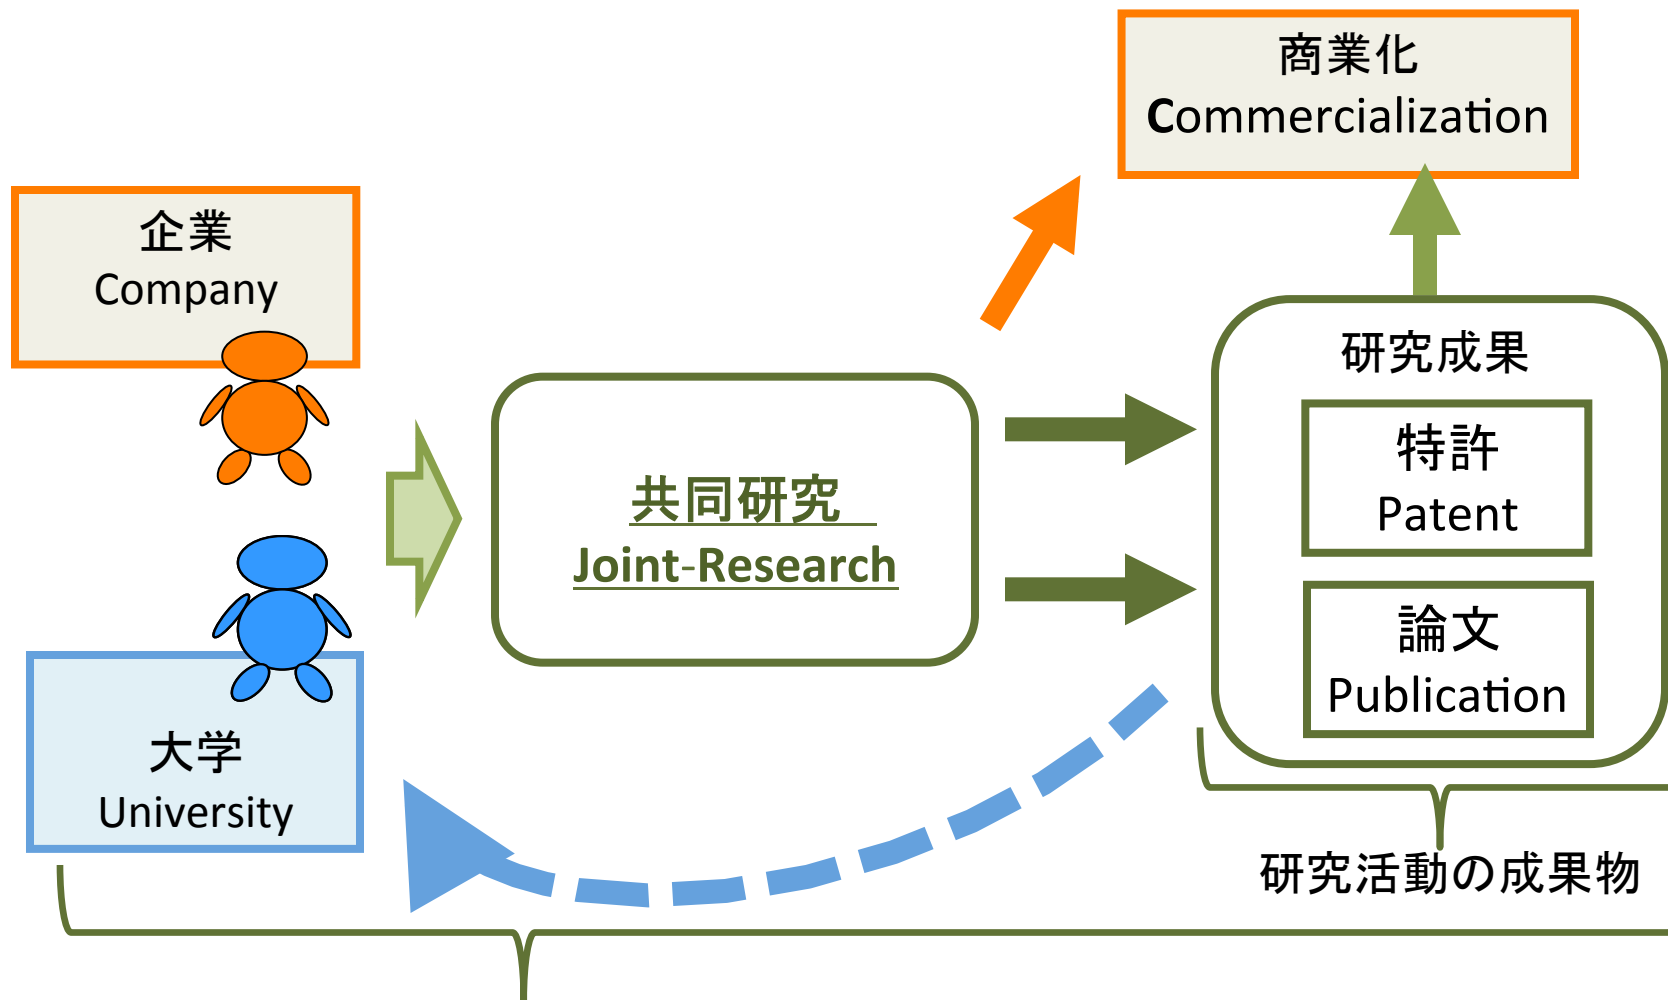 商業化
Commercialization
企業
Company
共同研究
Joint-Research
研究成果
特許
Patent
論文
Publication
大学
University
研究活動の成果物